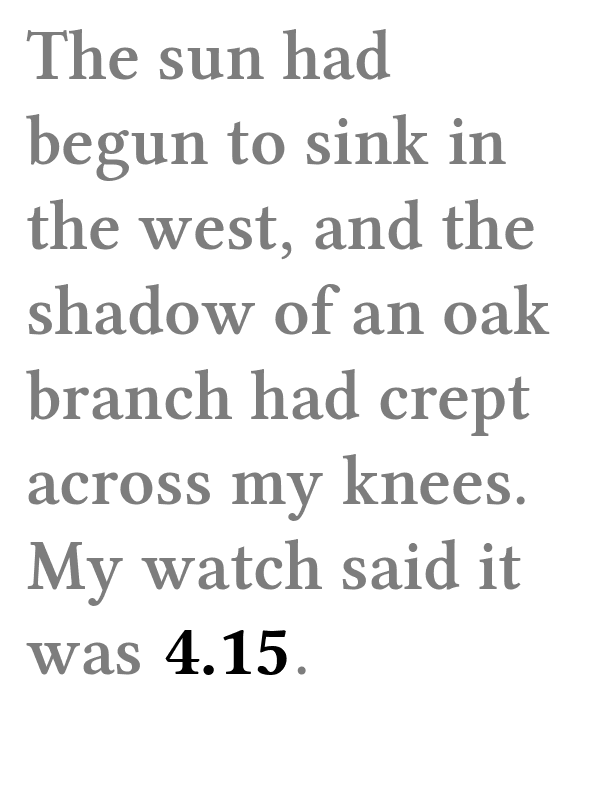 The sun had
begun to sink in
the west, and the
shadow of an oak
branch had crept
across my knees.
My watch said it
was 4.15.